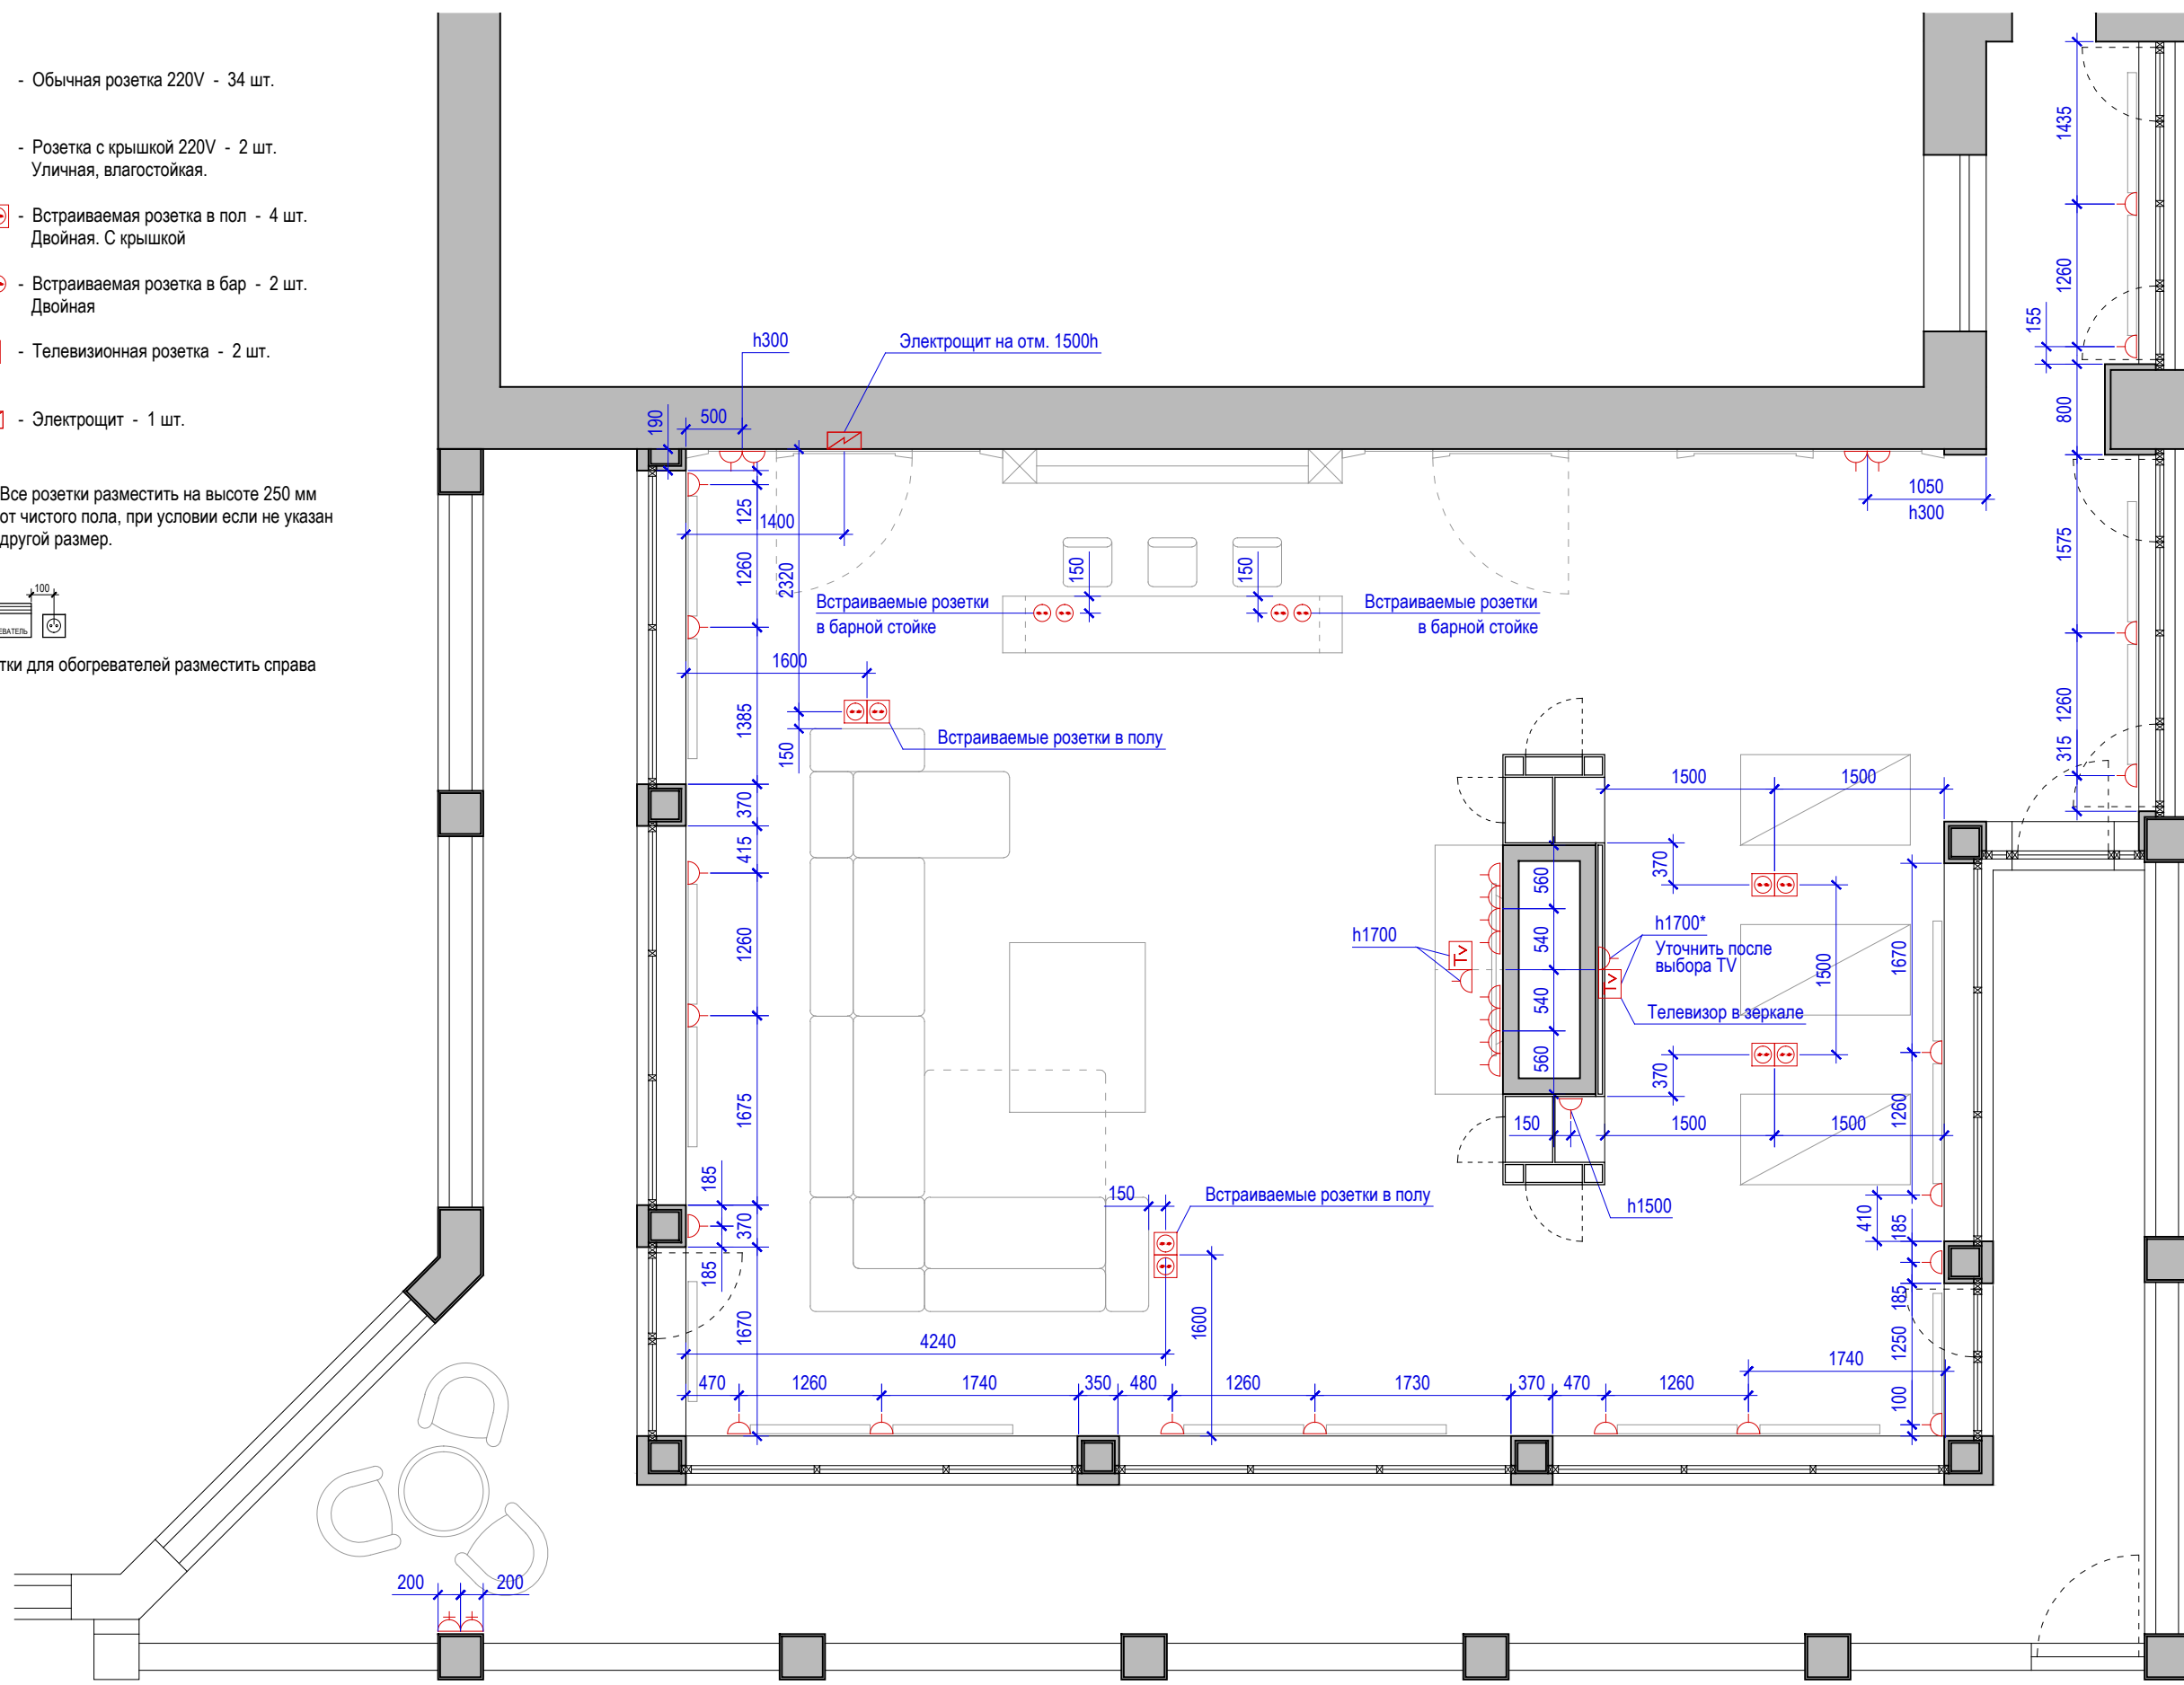 - Обычная розетка 220V - 34 шт.
- Розетка с крышкой 220V - 2 шт.
Уличная, влагостойкая.
- Встраиваемая розетка в пол - 4 шт.
Двойная. С крышкой
- Встраиваемая розетка в бар - 2 шт.
Двойная
- Телевизионная розетка - 2 шт.
- Электрощит - 1 шт.
Все розетки разместить на высоте 250 мм
от чистого пола, при условии если не указан
другой размер.
100
ЕВАТЕЛЬ
тки для обогревателей разместить справа
h300
Электрощит на отм. 1500h
190
500
125
1400
1260
2320
1600
1385
150
370
415
1260
1675
185
370
185
1670
150
150
Встраиваемые розетки
в барной стойке
Встраиваемые розетки
в барной стойке
Встраиваемые розетки в полу
1050
h300
1435
1260
155
800
1575
1260
315
1500
1500
370
560
540
540
560
h1700
Tv
Tv
h1700*
Уточнить после
выбора TV
Телевизор в зеркале
1500
1670
370
1260
150
1500
1500
h1500
410
185
185
1250
100
150
Встраиваемые розетки в полу
1600
4240
1740
470
1260
1740
350
480
1260
1730
370
470
1260
200
200